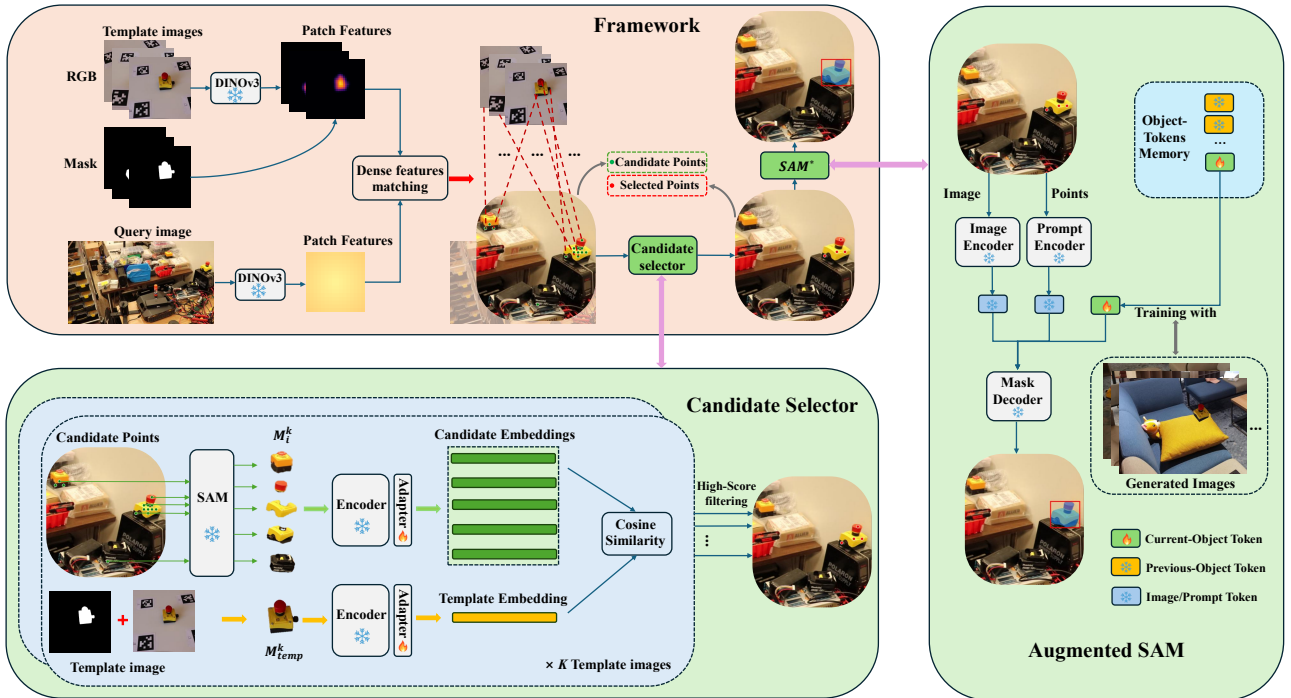 Framework
Template images
Patch Features
RGB
DINOv3
Mask
Dense features
matching
Query image
Patch Features
DINOv3
... ... ...
Candidate Points
Selected Points
Candidate
selector
SAM*
POLARON
POLARON
Candidate Selector
Candidate Points
M_i^k
SAM
Encoder
Adapter
Candidate Embeddings
Cosine
Similarity
High-Score
filtering
⋮
Template image
+
M_temp^k
Encoder
Adapter
Template Embedding
× K Template images
Object-
Tokens
Memory
...
Image
Points
Image
Encoder
Prompt
Encoder
Training with
Mask
Decoder
...
Generated Images
Current-Object Token
Previous-Object Token
Image/Prompt Token
Augmented SAM